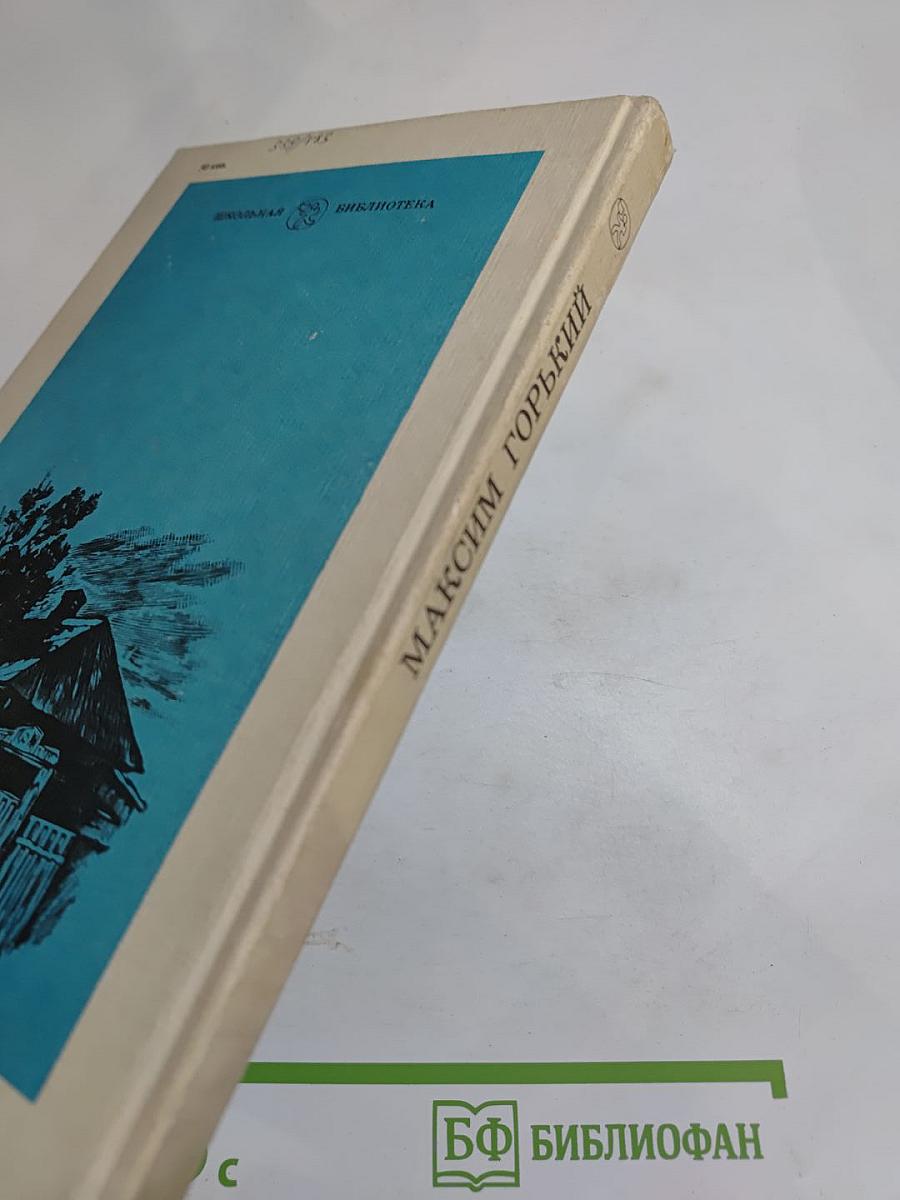 ШКОЛЬНАЯ БИБЛИОТЕКА
МАКСИМ ГОРЬКИЙ
БФ БИБЛИОФАН
с